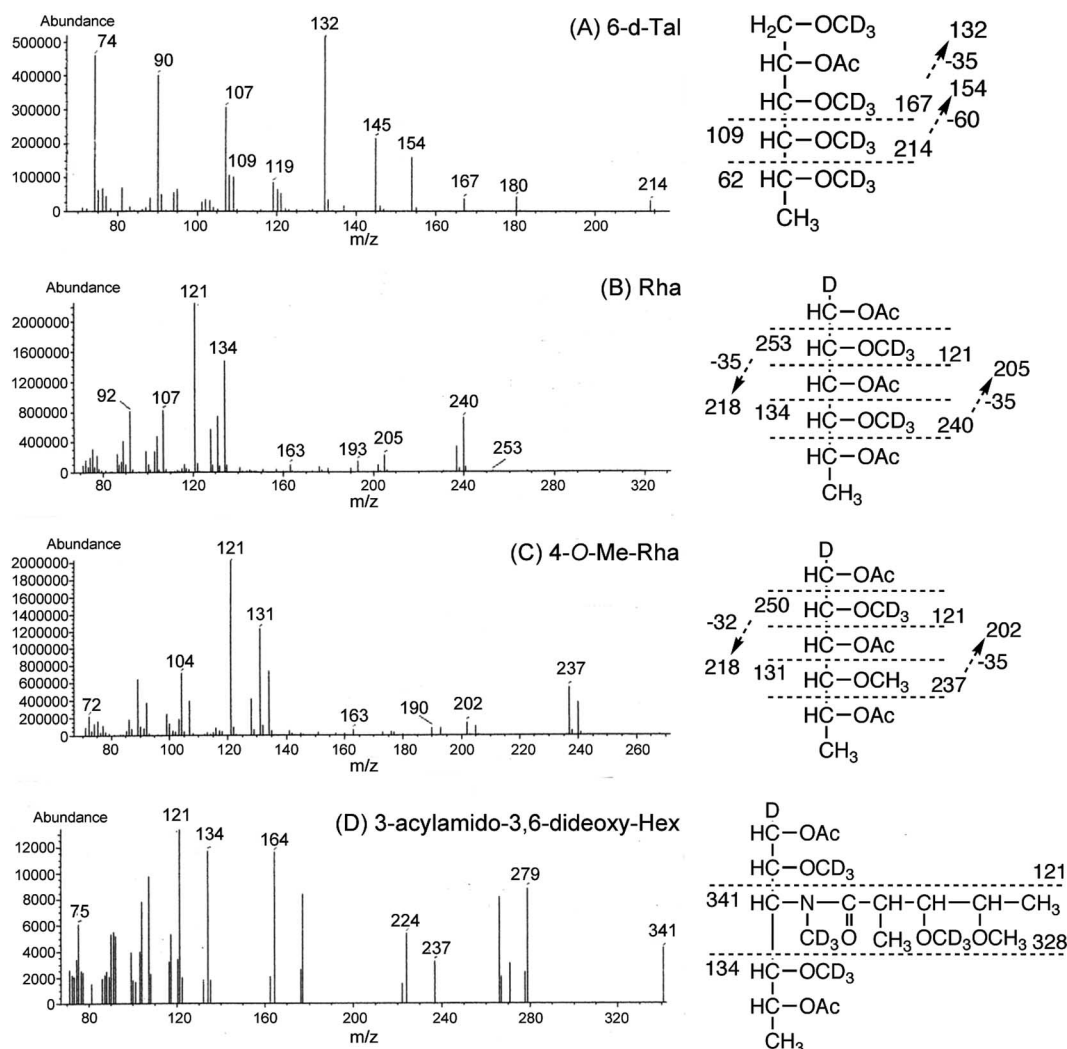 Abundance
(A) 6-d-Tal
500000
400000
300000
200000
100000
0
74
90
107
109
119
132
145
154
167
180
214
80 100 120 140 160 180 200
m/z
H₂C–OCD₃
HC–OAc
HC–OCD₃
HC–OCD₃
HC–OCD₃
CH₃
109
62
167
214
132
-35
154
-60
Abundance
(B) Rha
2000000
1800000
1600000
1400000
1200000
1000000
800000
600000
400000
200000
0
92
107
121
134
163
193
205
240
253
80 120 160 200 240 280 320
m/z
D
HC–OAc
HC–OCD₃
HC–OAc
HC–OCD₃
HC–OAc
CH₃
253
-35
218
134
121
240
205
-35
Abundance
(C) 4-O-Me-Rha
2000000
1800000
1600000
1400000
1200000
1000000
800000
600000
400000
200000
0
72
104
121
131
163
190
202
237
80 100 120 140 160 180 200 220 240 260
m/z
D
HC–OAc
HC–OCD₃
HC–OAc
HC–OCH₃
HC–OAc
CH₃
250
-32
218
131
121
237
202
-35
Abundance
(D) 3-acylamido-3,6-dideoxy-Hex
12000
10000
8000
6000
4000
2000
0
75
121
134
164
224
237
279
341
80 120 160 200 240 280 320
m/z
D
HC–OAc
HC–OCD₃
121
341 HC–N–C–CH–CH–CH–CH₃
CD₃ O CH₃ OCD₃ OCH₃ 328
134 HC–OCD₃
HC–OAc
CH₃